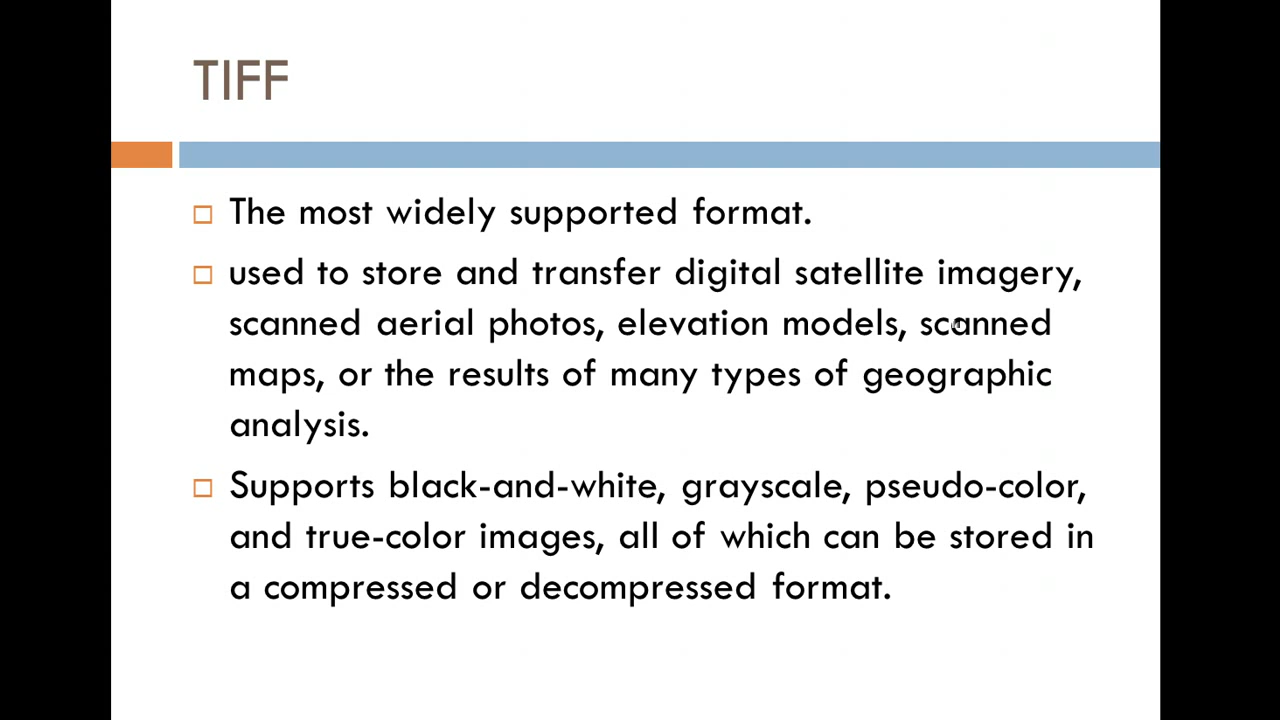 TIFF
The most widely supported format.
used to store and transfer digital satellite imagery,
scanned aerial photos, elevation models, scanned
maps, or the results of many types of geographic
analysis.
Supports black-and-white, grayscale, pseudo-color,
and true-color images, all of which can be stored in
a compressed or decompressed format.